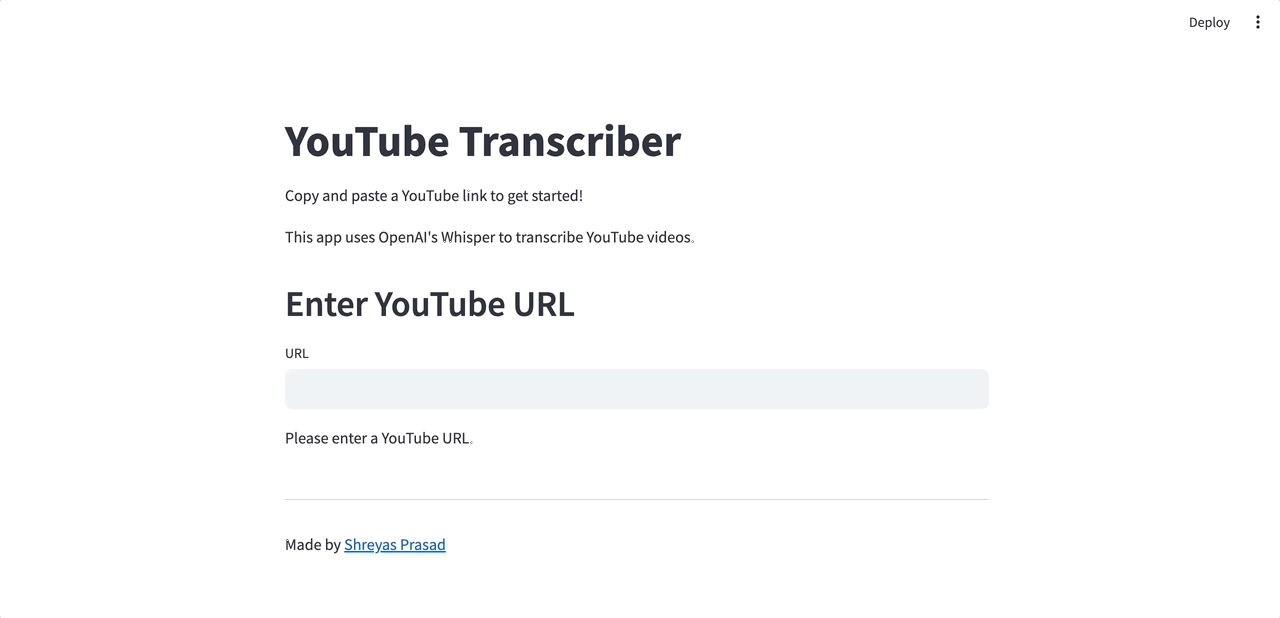 Deploy
YouTube Transcriber
Copy and paste a YouTube link to get started!
This app uses OpenAI's Whisper to transcribe YouTube videos.
Enter YouTube URL
URL
Please enter a YouTube URL.
Made by Shreyas Prasad